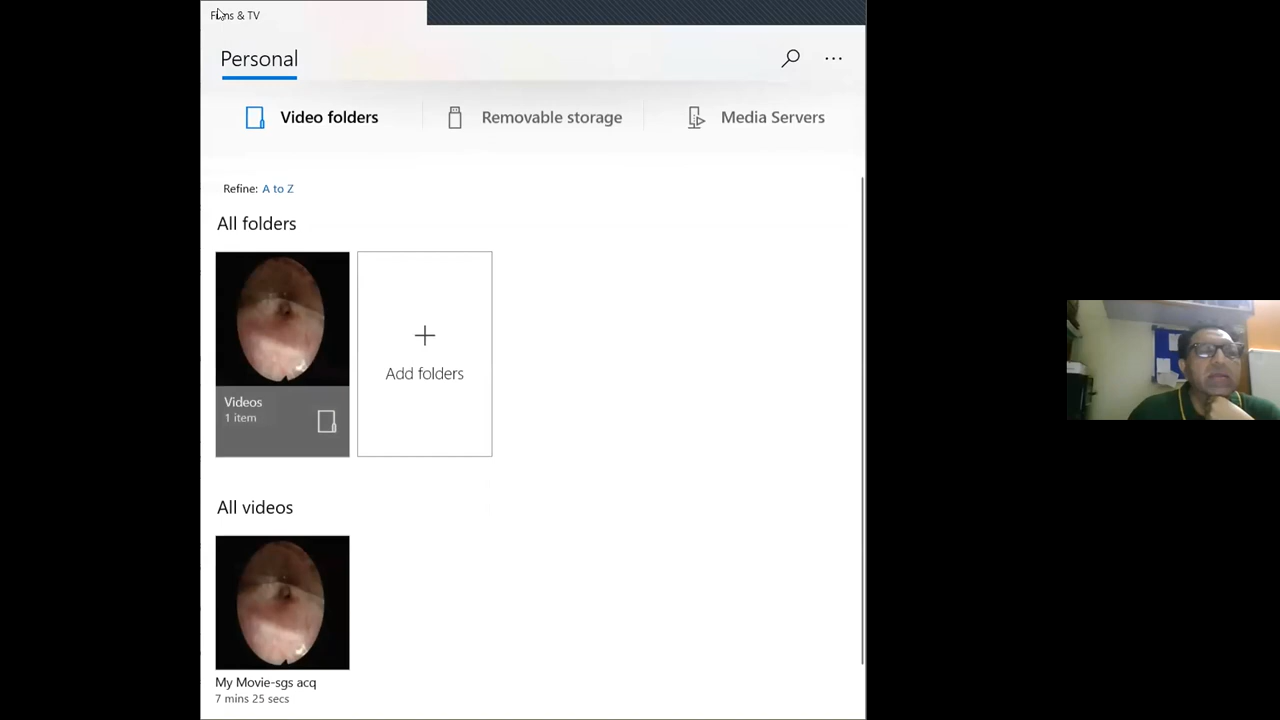 Films & TV
Personal
Video folders
Removable storage
Media Servers
Refine: A to Z
All folders
Videos
1 item
Add folders
All videos
My Movie-sgs acq
7 mins 25 secs